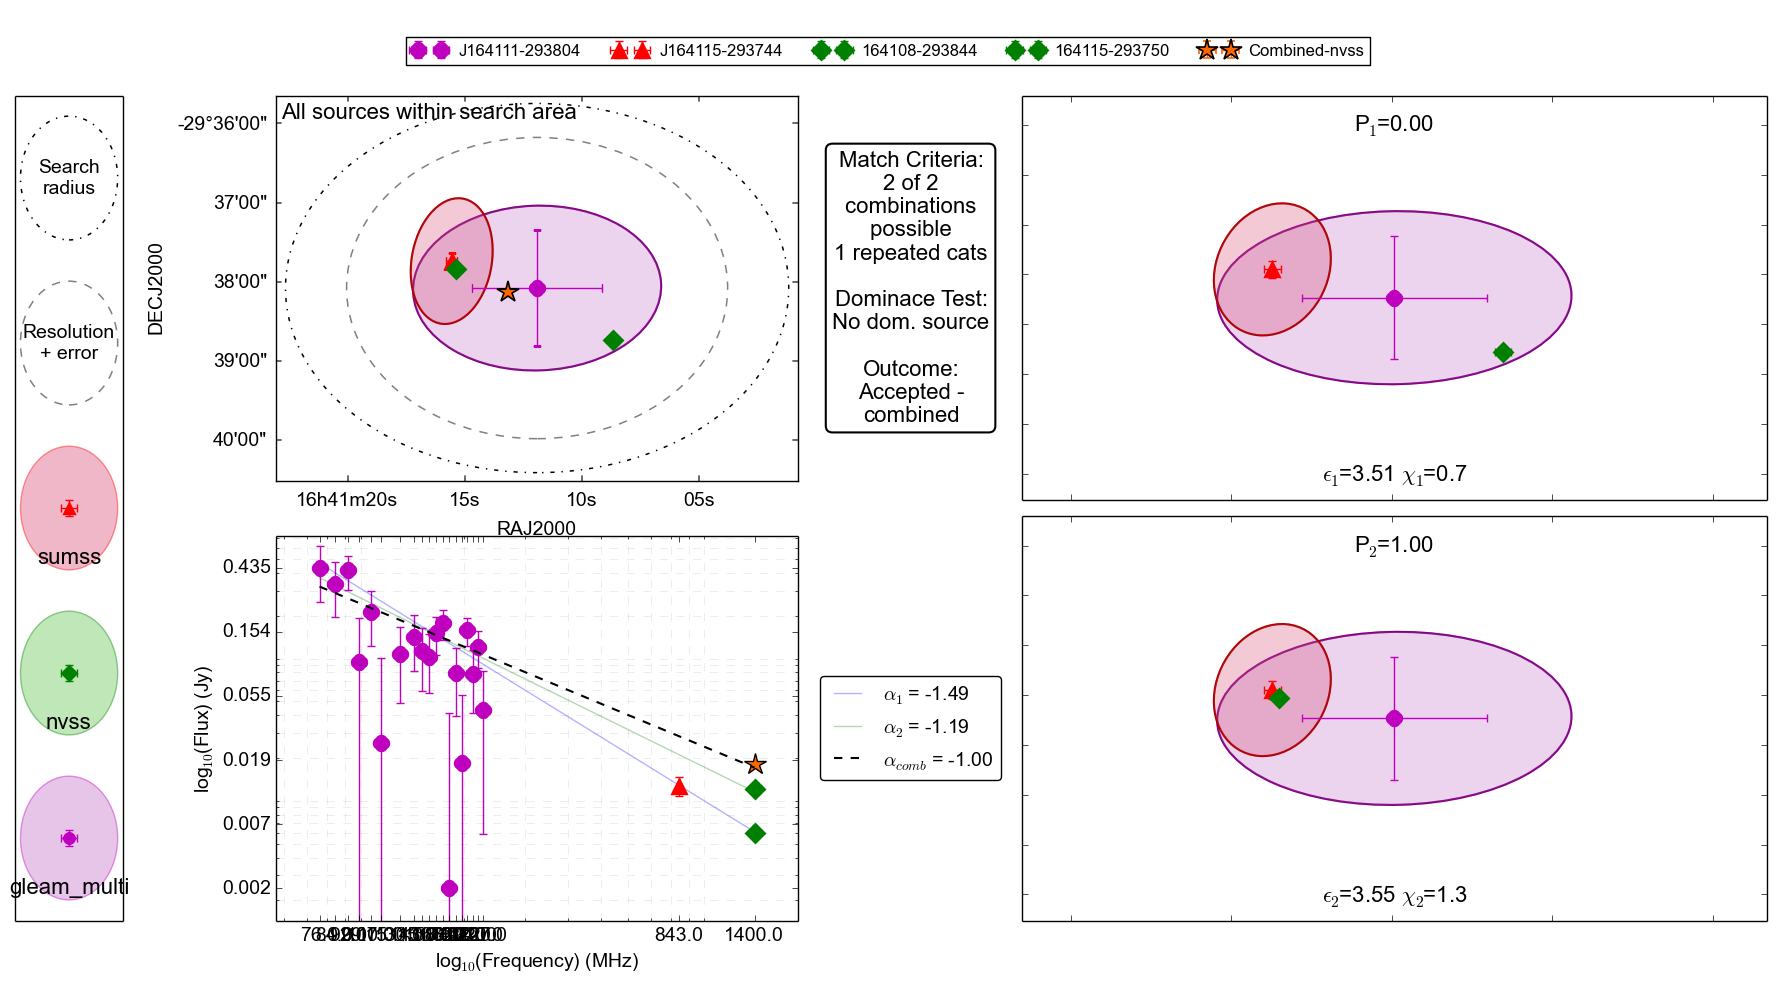 J164111-293804 J164115-293744 164108-293844 164115-293750 Combined-nvss
Search
radius
Resolution
+ error
sumss
nvss
gleam_multi
All sources within search area
-29°36'00"
37'00"
38'00"
39'00"
40'00"
DECJ2000
16h41m20s 15s 10s 05s
RAJ2000
Match Criteria:
2 of 2
combinations
possible
1 repeated cats
Dominace Test:
No dom. source
Outcome:
Accepted -
combined
P1=0.00
ϵ1=3.51 χ1=0.7
P2=1.00
ϵ2=3.55 χ2=1.3
0.435
0.154
0.055
0.019
0.007
0.002
log10(Flux) (Jy)
843.0 1400.0
log10(Frequency) (MHz)
α1 = -1.49
α2 = -1.19
αcomb = -1.00